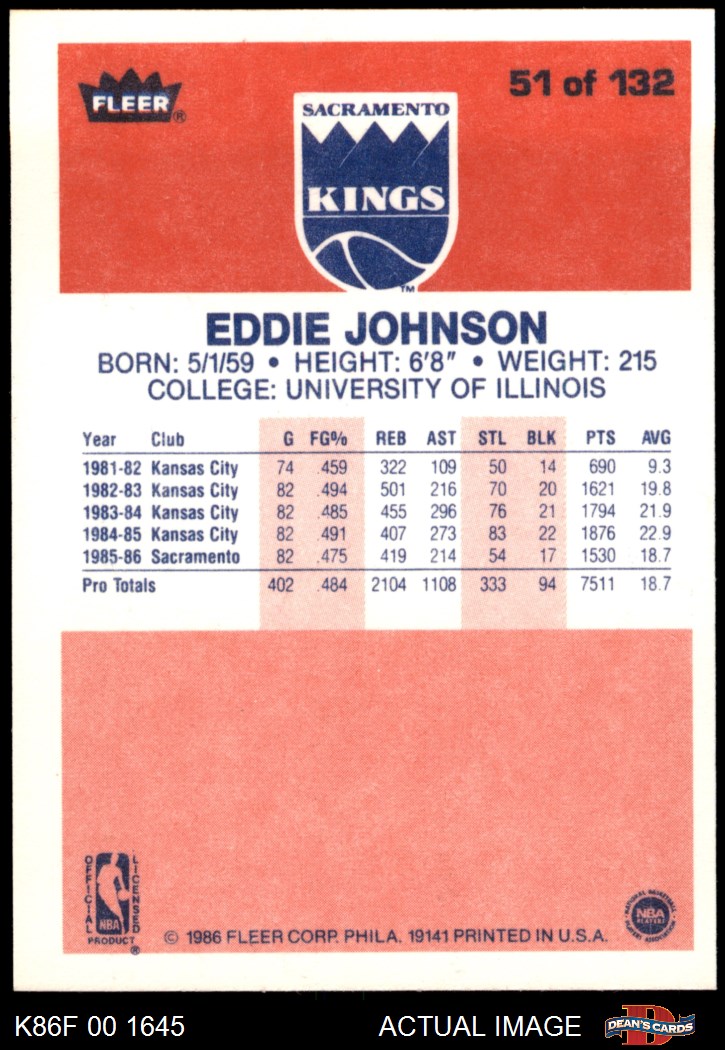 FLEER®
51 of 132
SACRAMENTO
KINGS
TM
EDDIE JOHNSON
BORN: 5/1/59 • HEIGHT: 6'8" • WEIGHT: 215
COLLEGE: UNIVERSITY OF ILLINOIS
Year Club G FG% REB AST STL BLK PTS AVG
1981-82 Kansas City 74 .459 322 109 50 14 690 9.3
1982-83 Kansas City 82 .494 501 216 70 20 1621 19.8
1983-84 Kansas City 82 .485 455 296 76 21 1794 21.9
1984-85 Kansas City 82 .491 407 273 83 22 1876 22.9
1985-86 Sacramento 82 .475 419 214 54 17 1530 18.7
Pro Totals 402 .484 2104 1108 333 94 7511 18.7
OFFICIAL
LICENSED
NBA
PRODUCT®
© 1986 FLEER CORP. PHILA. 19141 PRINTED IN U.S.A.
NATIONAL BASKETBALL
NBA
PLAYERS
PLAYERS ASSOCIATION
K86F 00 1645
ACTUAL IMAGE
D
DEAN'S CARDS